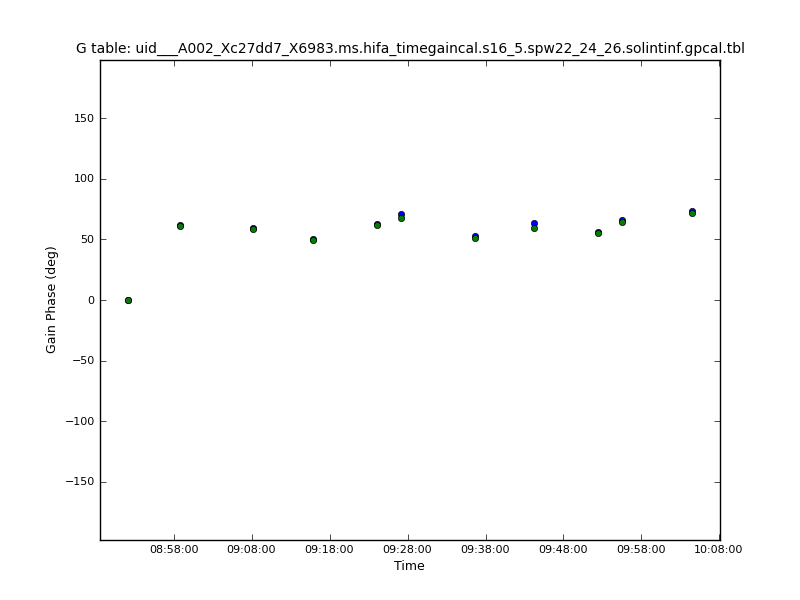 G table: uid___A002_Xc27dd7_X6983.ms.hifa_timegaincal.s16_5.spw22_24_26.solintinf.gpcal.tbl
150
100
50
0
−50
−100
−150
Gain Phase (deg)
08:58:00 09:08:00 09:18:00 09:28:00 09:38:00 09:48:00 09:58:00 10:08:00
Time